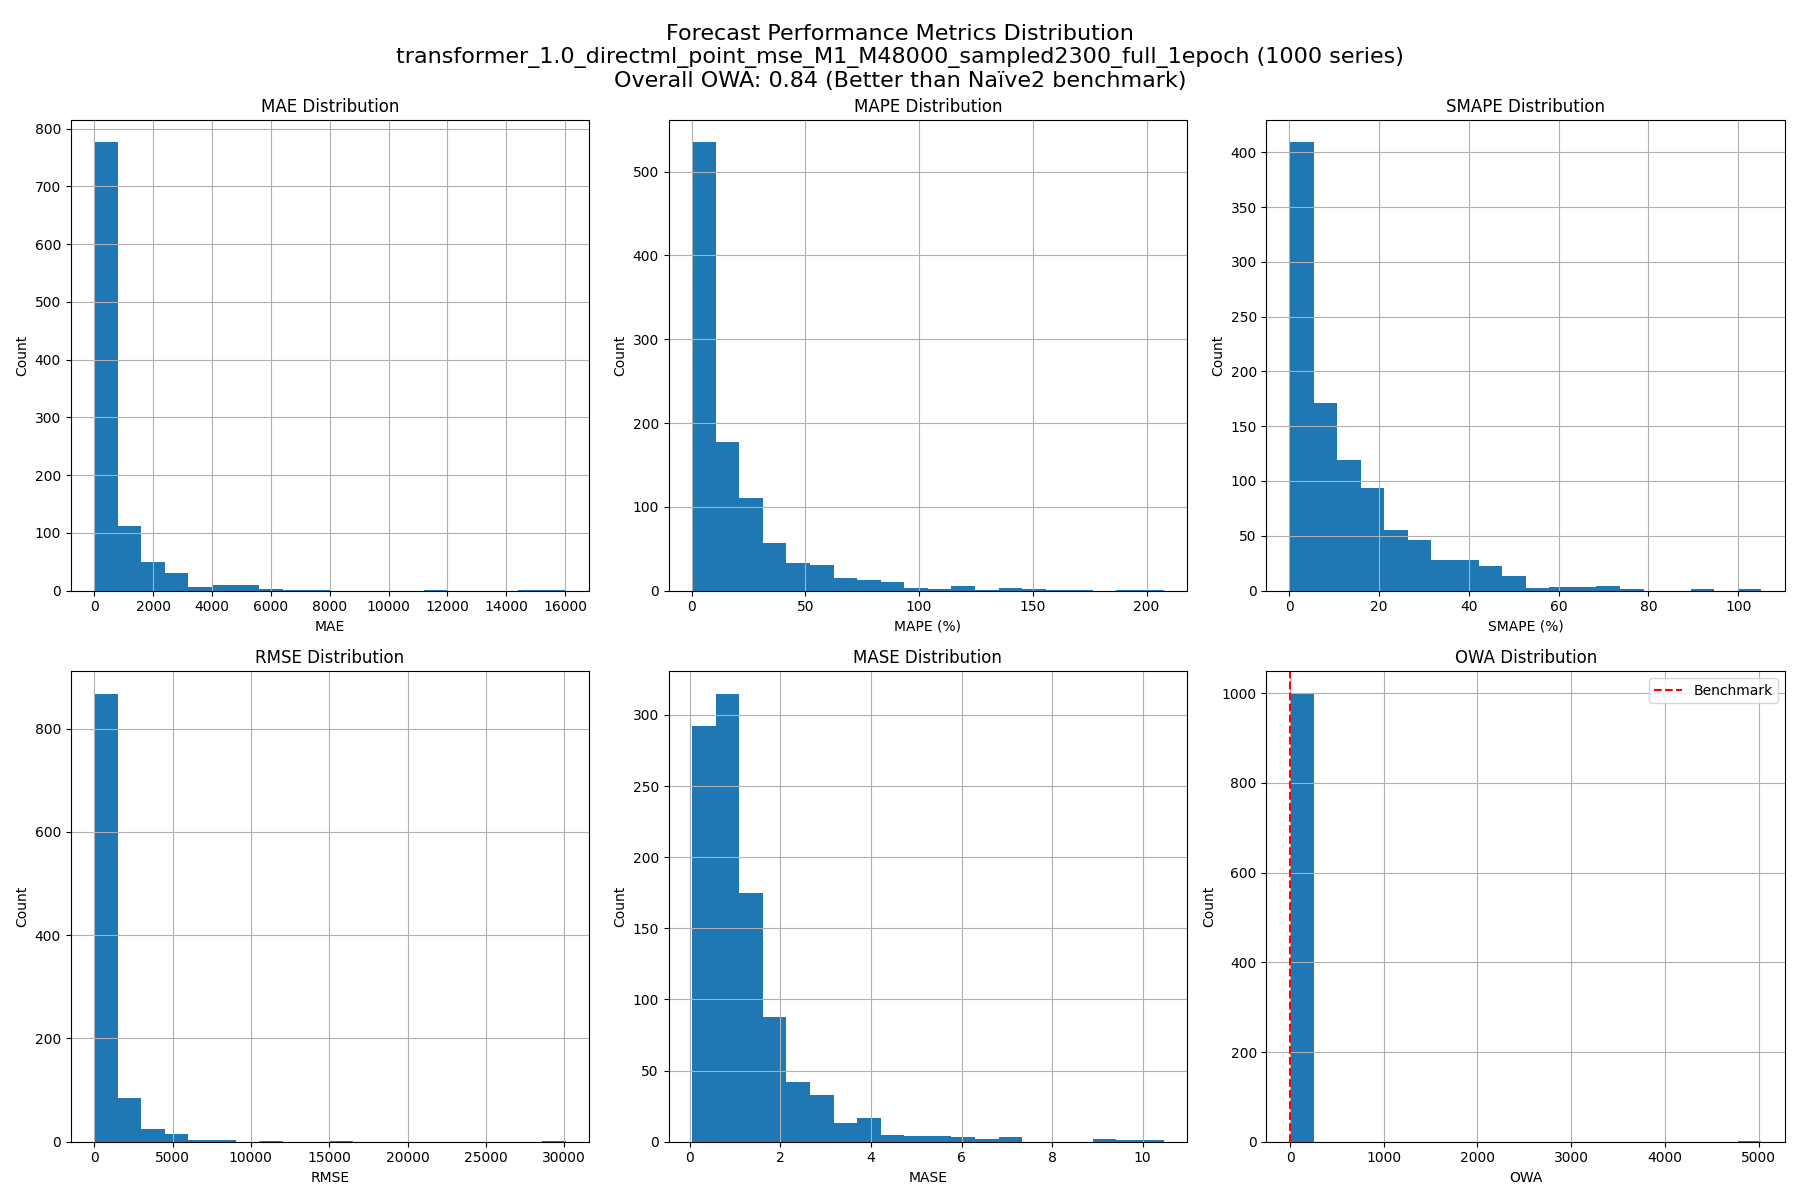 Forecast Performance Metrics Distribution
transformer_1.0_directml_point_mse_M1_M48000_sampled2300_full_1epoch (1000 series)
Overall OWA: 0.84 (Better than Naïve2 benchmark)
MAE Distribution
800
700
600
500
400
300
200
100
0
Count
0 2000 4000 6000 8000 10000 12000 14000 16000
MAE
MAPE Distribution
500
400
300
200
100
0
Count
0 50 100 150 200
MAPE (%)
SMAPE Distribution
400
350
300
250
200
150
100
50
0
Count
0 20 40 60 80 100
SMAPE (%)
RMSE Distribution
800
600
400
200
0
Count
0 5000 10000 15000 20000 25000 30000
RMSE
MASE Distribution
300
250
200
150
100
50
0
Count
0 2 4 6 8 10
MASE
OWA Distribution
Benchmark
1000
800
600
400
200
0
Count
0 1000 2000 3000 4000 5000
OWA